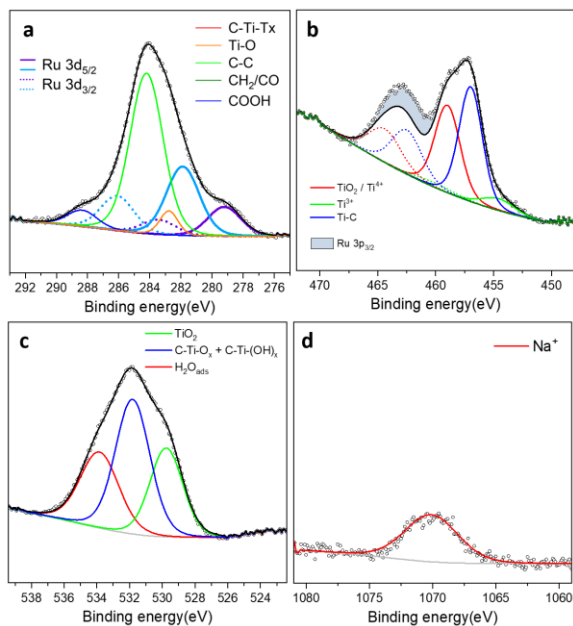 a
C-Ti-Tx
Ti-O
C-C
CH₂/CO
COOH
Ru 3d₅/₂
Ru 3d₃/₂
292 290 288 286 284 282 280 278 276 275
Binding energy(eV)
b
TiO₂ / Ti⁴⁺
Ti³⁺
Ti-C
Ru 3p₃/₂
470 465 460 455 450
Binding energy(eV)
c
TiO₂
C-Ti-Oₓ + C-Ti-(OH)ₓ
H₂Oₐdₛ
538 536 534 532 530 528 526 524
Binding energy(eV)
d
Na⁺
1080 1075 1070 1065 1060
Binding energy(eV)